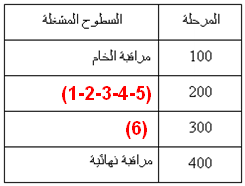 المرحلة السطوح المشغلة
100 مراقبة الخام
200 (1-2-3-4-5)
300 (6)
400 مراقبة نهائية